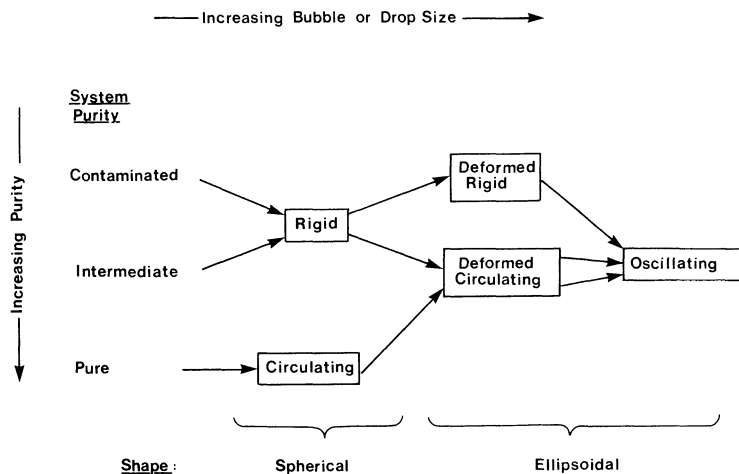 Increasing Bubble or Drop Size
System
Purity
Increasing Purity
Contaminated
Intermediate
Pure
Rigid
Circulating
Deformed
Rigid
Deformed
Circulating
Oscillating
Shape:
Spherical
Ellipsoidal